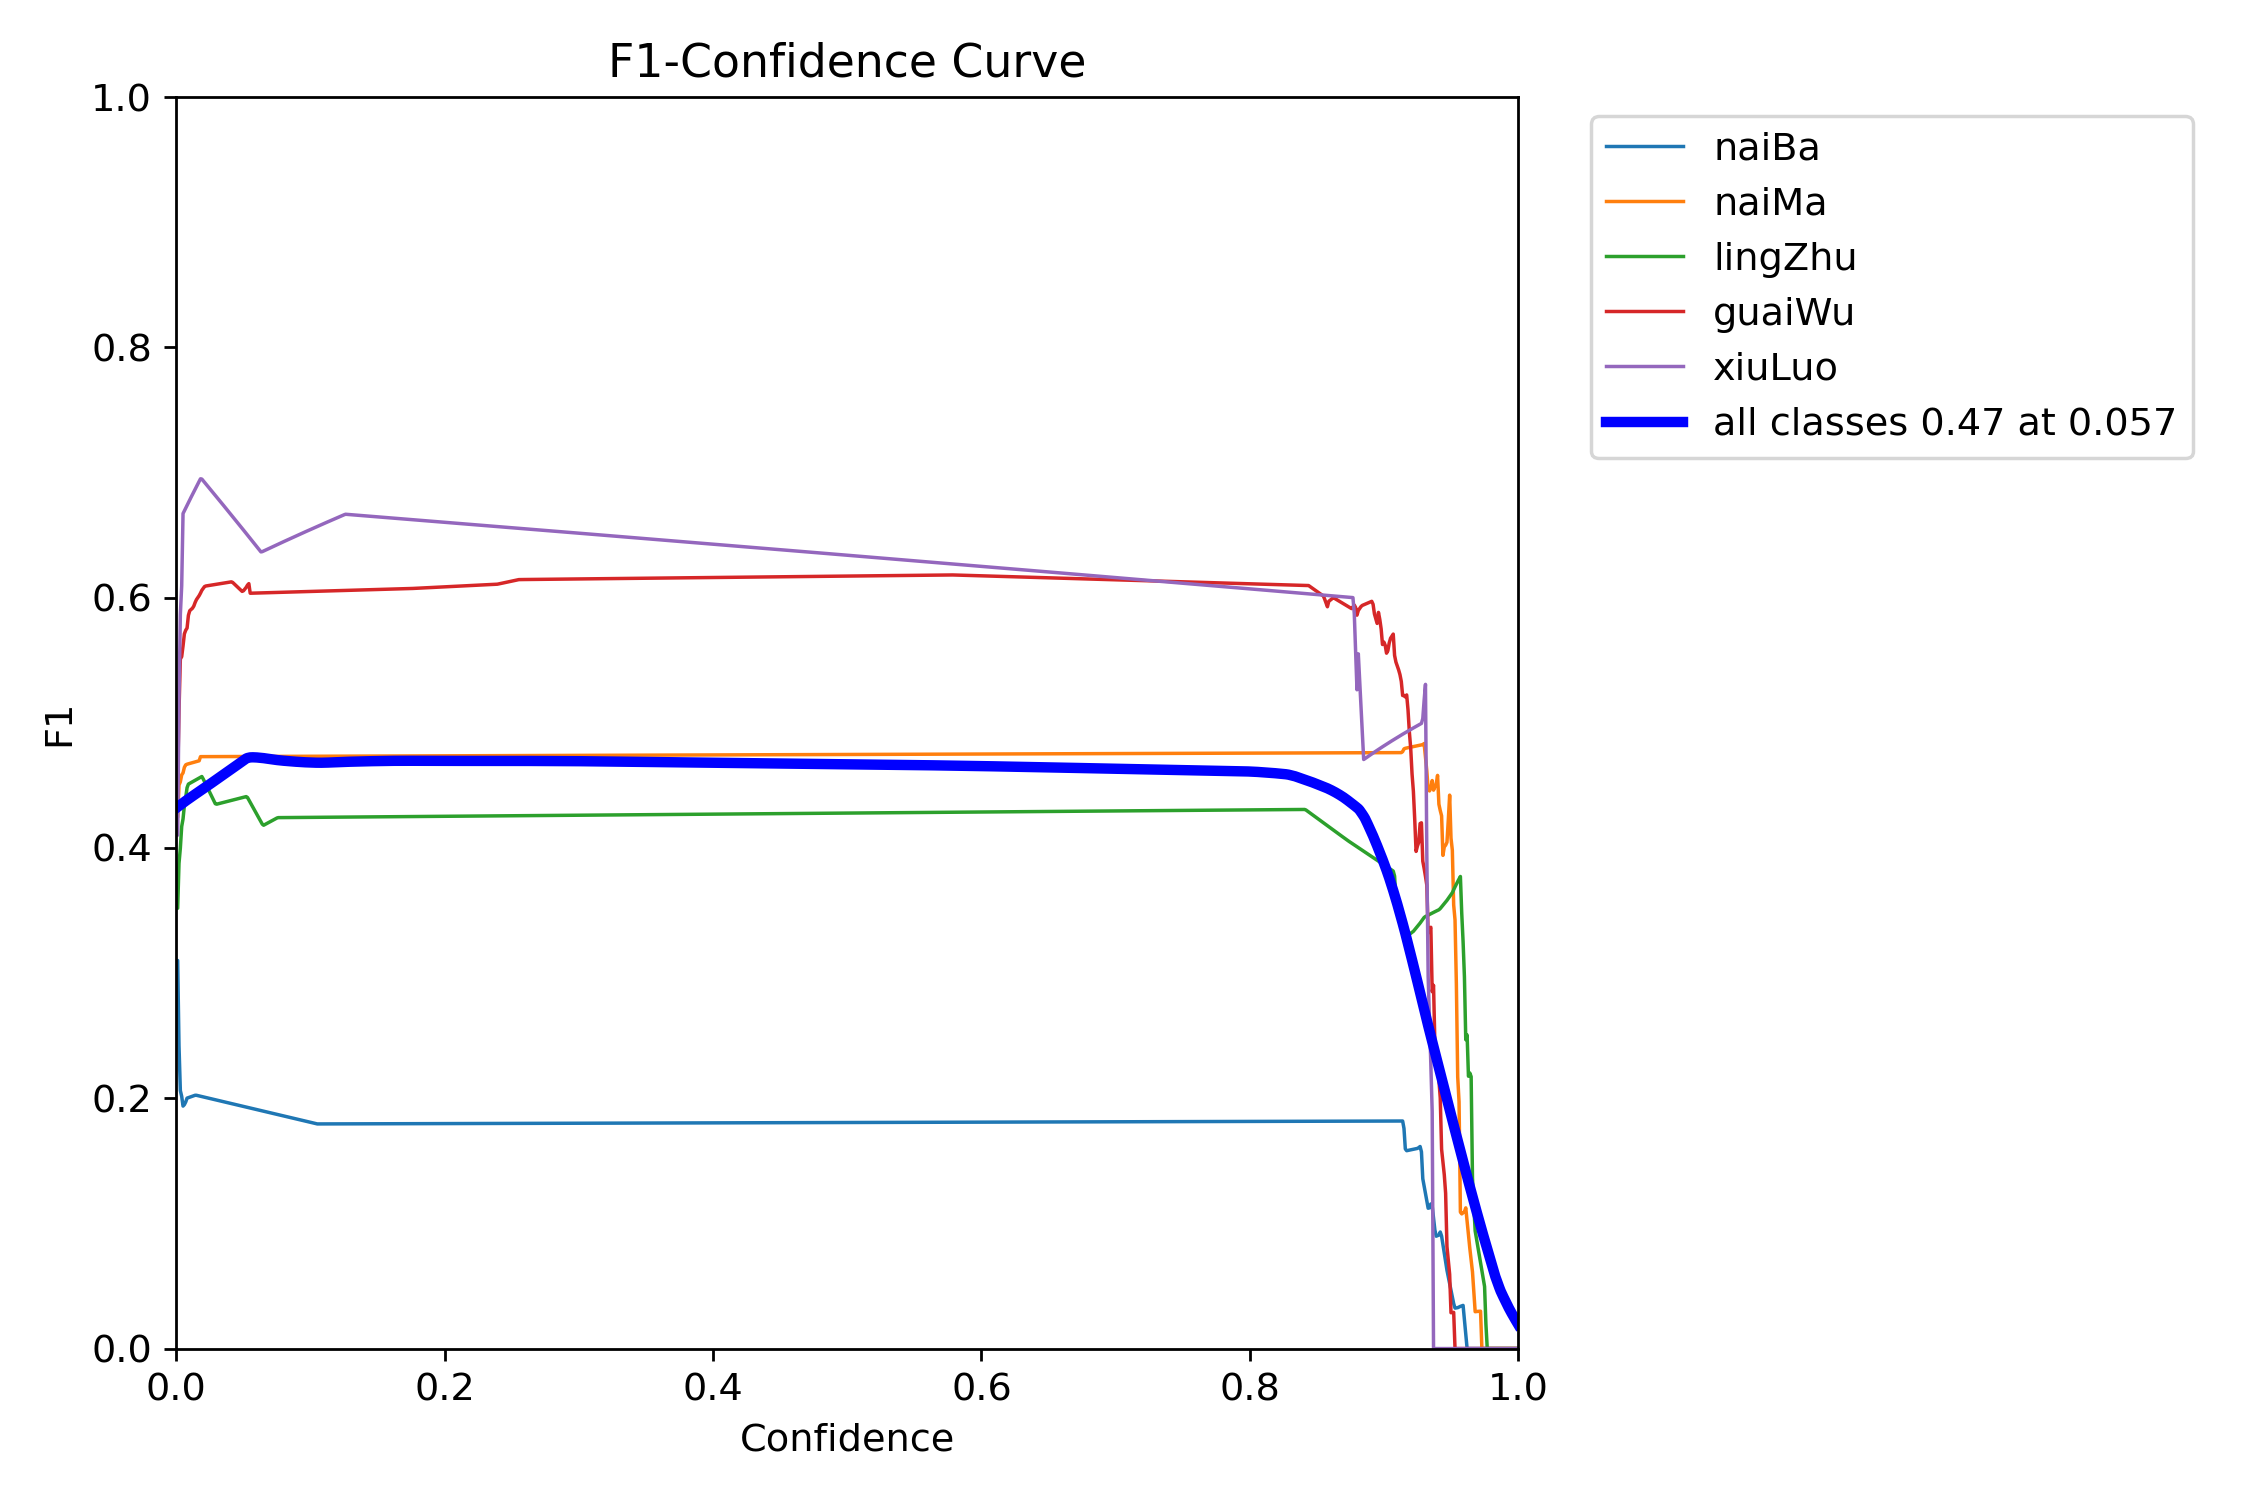 F1-Confidence Curve
1.0
0.8
0.6
0.4
0.2
0.0
F1
0.0 0.2 0.4 0.6 0.8 1.0
Confidence
naiBa
naiMa
lingZhu
guaiWu
xiuLuo
all classes 0.47 at 0.057